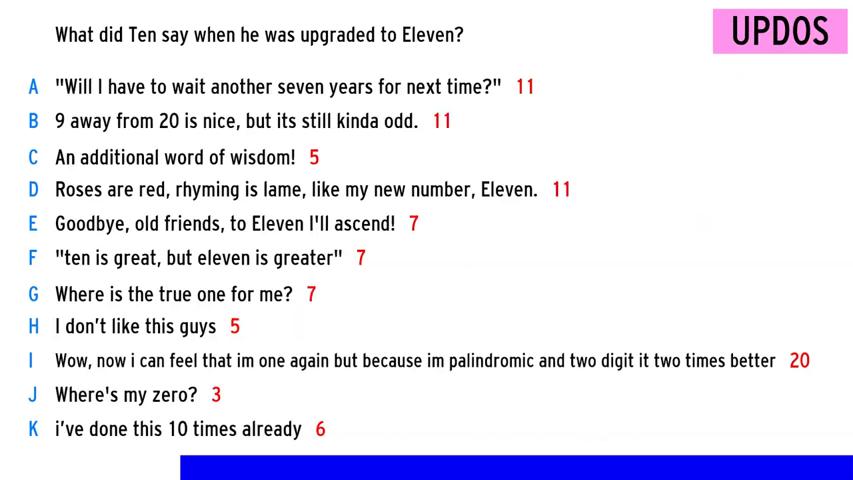 What did Ten say when he was upgraded to Eleven?
UPDOS
A "Will I have to wait another seven years for next time?" 11
B 9 away from 20 is nice, but its still kinda odd. 11
C An additional word of wisdom! 5
D Roses are red, rhyming is lame, like my new number, Eleven. 11
E Goodbye, old friends, to Eleven I'll ascend! 7
F "ten is great, but eleven is greater" 7
G Where is the true one for me? 7
H I don’t like this guys 5
I Wow, now i can feel that im one again but because im palindromic and two digit it two times better 20
J Where's my zero? 3
K i’ve done this 10 times already 6